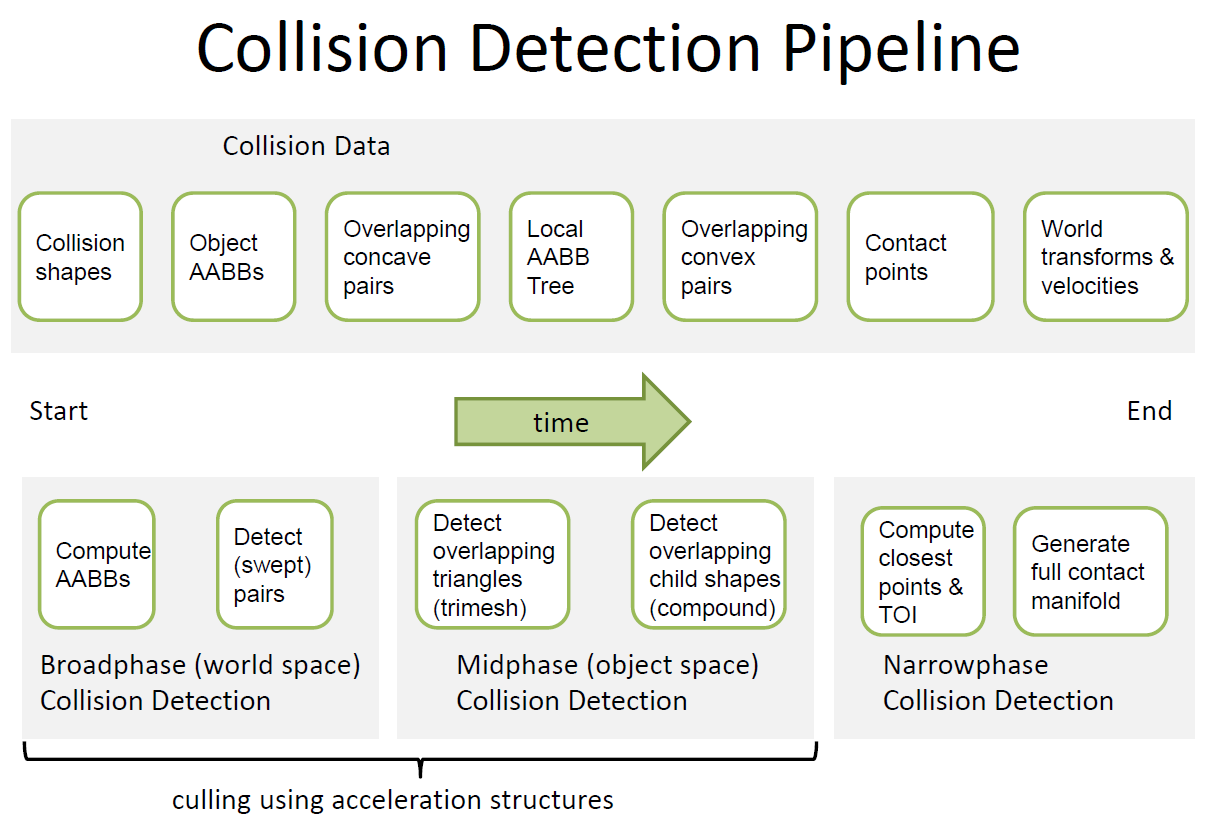 Collision Detection Pipeline
Collision Data
Collision
shapes
Object
AABBs
Overlapping
concave
pairs
Local
AABB
Tree
Overlapping
convex
pairs
Contact
points
World
transforms &
velocities
Start
time
End
Compute
AABBs
Detect
(swept)
pairs
Broadphase (world space)
Collision Detection
Detect
overlapping
triangles
(trimesh)
Detect
overlapping
child shapes
(compound)
Midphase (object space)
Collision Detection
Compute
closest
points &
TOI
Generate
full contact
manifold
Narrowphase
Collision Detection
culling using acceleration structures